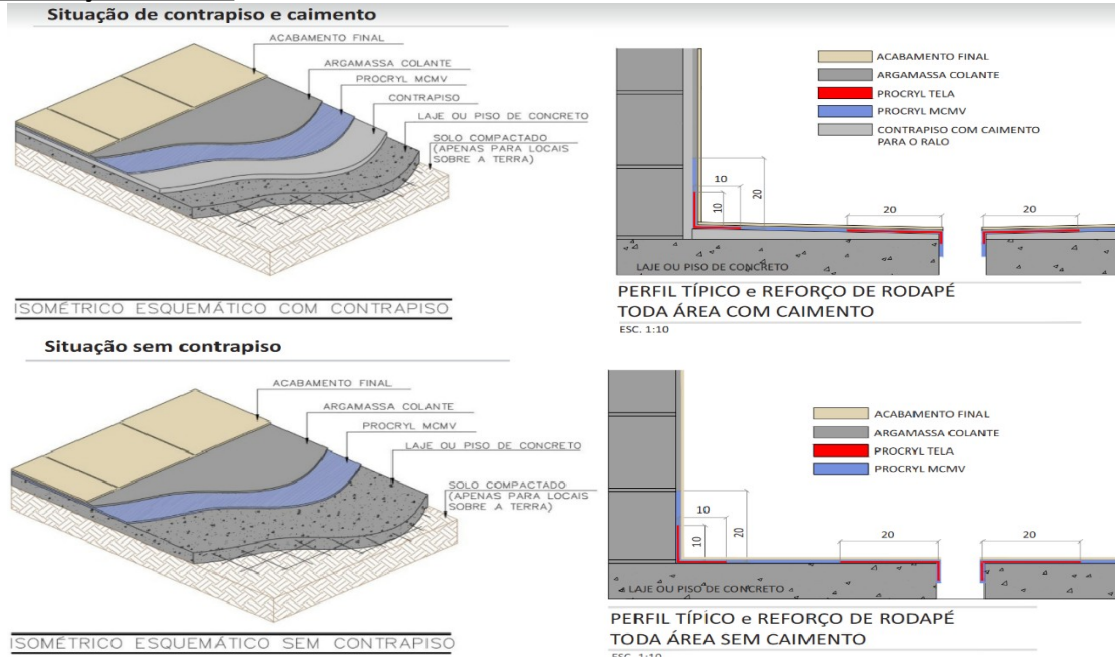 Situação de contrapiso e caimento
ACABAMENTO FINAL
ARGAMASSA COLANTE
PROCRYL MCMV
CONTRAPISO
LAJE OU PISO DE CONCRETO
SOLO COMPACTADO
(APENAS PARA LOCAIS
SOBRE A TERRA)
ISOMÉTRICO ESQUEMÁTICO COM CONTRAPISO
ACABAMENTO FINAL
ARGAMASSA COLANTE
PROCRYL TELA
PROCRYL MCMV
CONTRAPISO COM CAIMENTO
PARA O RALO
10
10
20
20
20
LAJE OU PISO DE CONCRETO
PERFIL TÍPICO e REFORÇO DE RODAPÉ
TODA ÁREA COM CAIMENTO
ESC. 1:10
Situação sem contrapiso
ACABAMENTO FINAL
ARGAMASSA COLANTE
PROCRYL MCMV
LAJE OU PISO DE CONCRETO
SOLO COMPACTADO
(APENAS PARA LOCAIS
SOBRE A TERRA)
ISOMÉTRICO ESQUEMÁTICO SEM CONTRAPISO
ACABAMENTO FINAL
ARGAMASSA COLANTE
PROCRYL TELA
PROCRYL MCMV
10
10
20
20
20
LAJE OU PISO DE CONCRETO
PERFIL TÍPICO e REFORÇO DE RODAPÉ
TODA ÁREA SEM CAIMENTO
ESC. 1:10